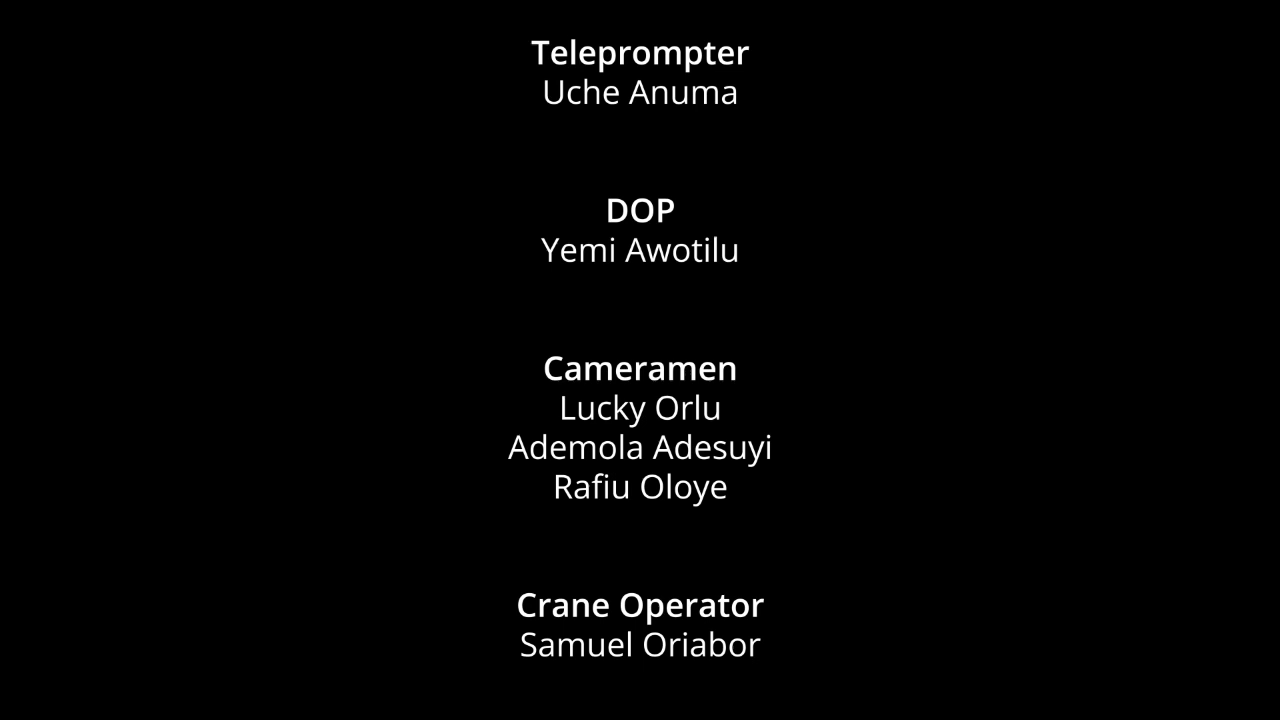 Teleprompter
Uche Anuma
DOP
Yemi Awotilu
Cameramen
Lucky Orlu
Ademola Adesuyi
Rafiu Oloye
Crane Operator
Samuel Oriabor